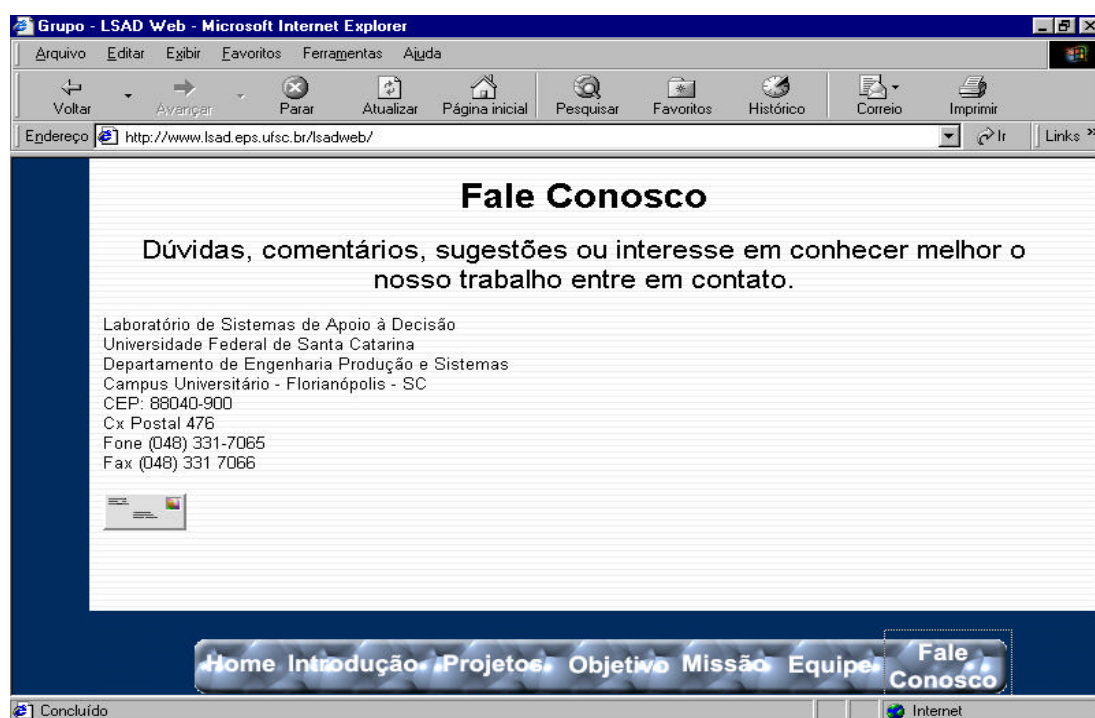 Grupo - LSAD Web - Microsoft Internet Explorer
Arquivo Editar Exibir Favoritos Ferramentas Ajuda
Voltar Avançar Parar Atualizar Página inicial Pesquisar Favoritos Histórico Correio Imprimir
Endereço http://www.lsad.eps.ufsc.br/lsadweb/ Ir Links »
Fale Conosco
Dúvidas, comentários, sugestões ou interesse em conhecer melhor o
nosso trabalho entre em contato.
Laboratório de Sistemas de Apoio à Decisão
Universidade Federal de Santa Catarina
Departamento de Engenharia Produção e Sistemas
Campus Universitário - Florianópolis - SC
CEP: 88040-900
Cx Postal 476
Fone (048) 331-7065
Fax (048) 331 7066
Home Introdução Projetos Objetivo Missão Equipe Fale
Conosco
Concluído Internet